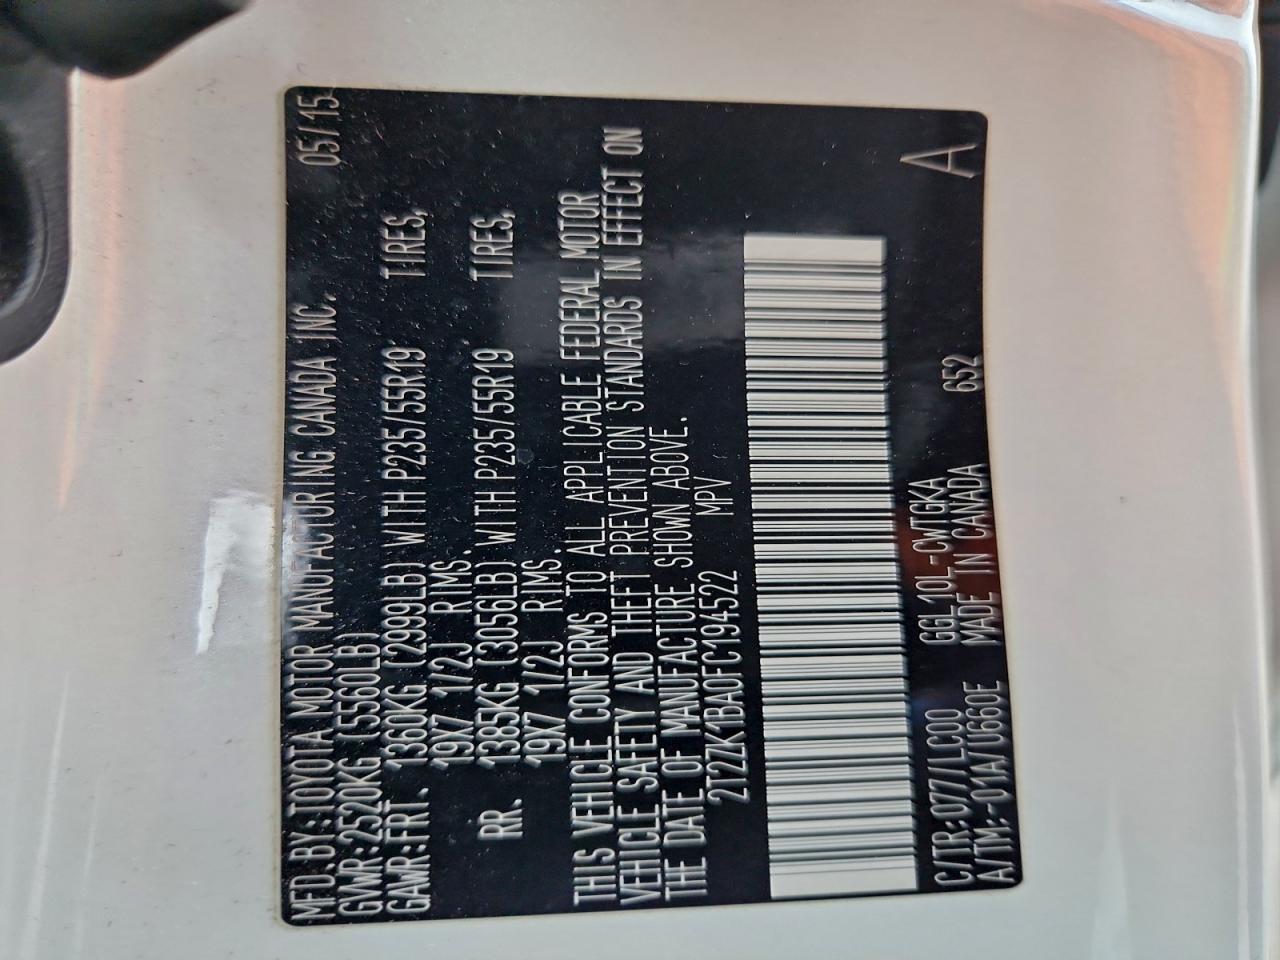 MFD.BY:TOYOTA MOTOR MANUFACTURING CANADA INC. 05/15
GVWR:2520KG (5560LB)
GAWR:FRT. 1360KG (2999LB) WITH P235/55R19 TIRES,
19X7 1/2J RIMS.
RR. 1385KG (3056LB) WITH P235/55R19 TIRES,
19X7 1/2J RIMS.
THIS VEHICLE CONFORMS TO ALL APPLICABLE FEDERAL MOTOR
VEHICLE SAFETY AND THEFT PREVENTION STANDARDS IN EFFECT ON
THE DATE OF MANUFACTURE SHOWN ABOVE.
2T2ZK1BA0FC194522 MPV
C/TR:077/LC00 GGL10L-CWTGKA 652 A
A/TM:-01A/U660E MADE IN CANADA